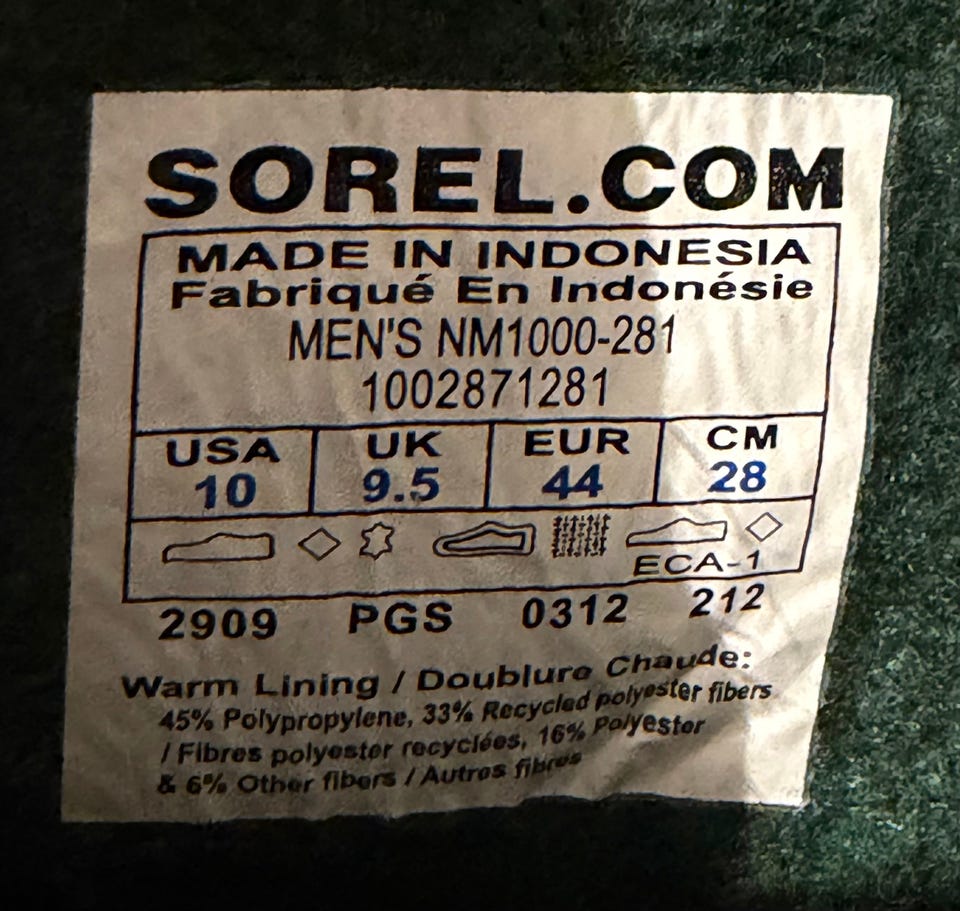 SOREL.COM
MADE IN INDONESIA
Fabriqué En Indonésie
MEN'S NM1000-281
1002871281
USA UK EUR CM
10 9.5 44 28
ECA-1
2909 PGS 0312 212
Warm Lining / Doublure Chaude:
45% Polypropylene, 33% Recycled polyester fibers
/ Fibres polyester recyclées, 16% Polyester
& 6% Other fibers / Autres fibres